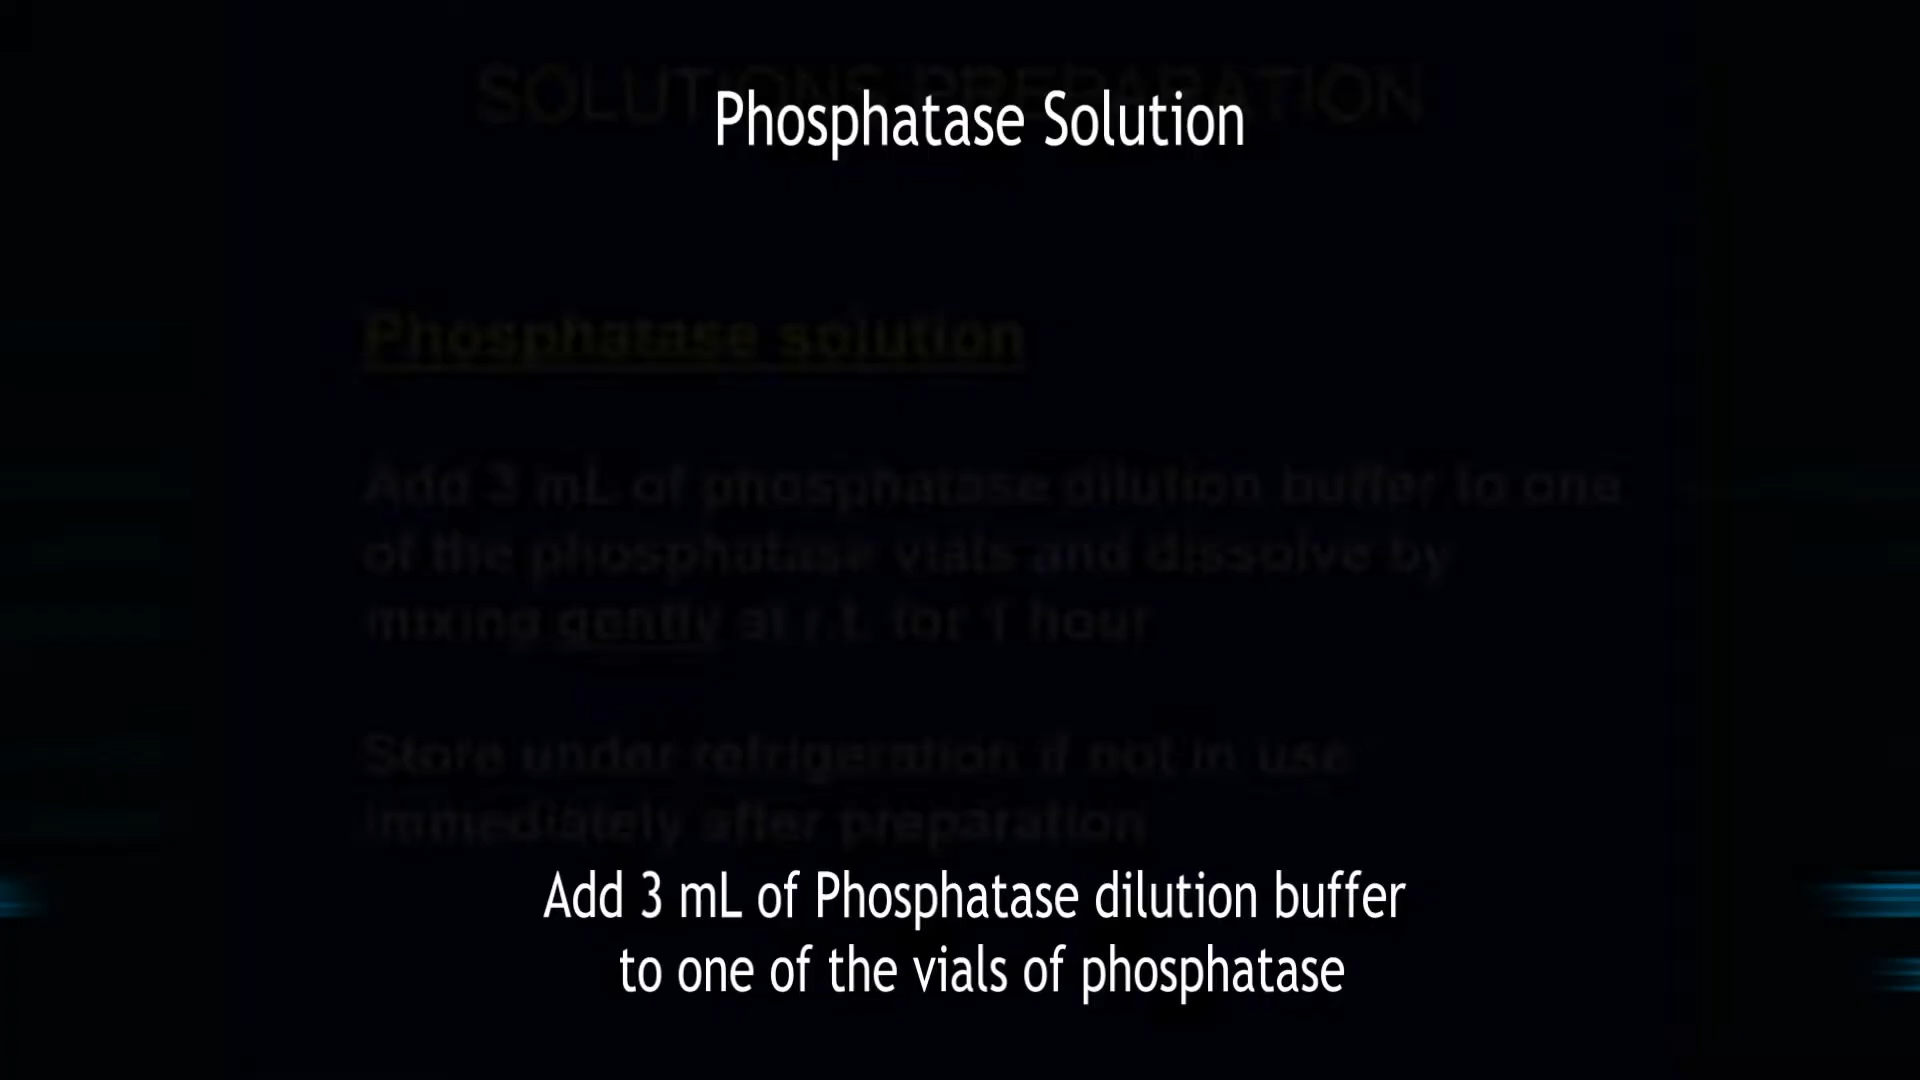 SOLUTIONS PREPARATION
Phosphatase Solution
Phosphatase solution
Add 3 mL of phosphatase dilution buffer to one
of the phosphatase vials and dissolve by
mixing gently at r.t. for 1 hour
Store under refrigeration if not in use
immediately after preparation
Add 3 mL of Phosphatase dilution buffer
to one of the vials of phosphatase